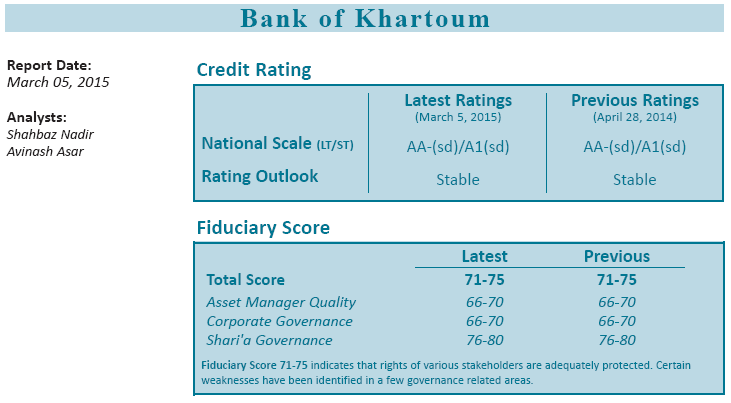 Bank of Khartoum
Report Date:
March 05, 2015
Analysts:
Shahbaz Nadir
Avinash Asar
Credit Rating
Latest Ratings Previous Ratings
(March 5, 2015) (April 28, 2014)
National Scale (LT/ST) AA-(sd)/A1(sd) AA-(sd)/A1(sd)
Rating Outlook Stable Stable
Fiduciary Score
Latest Previous
Total Score 71-75 71-75
Asset Manager Quality 66-70 66-70
Corporate Governance 66-70 66-70
Shari'a Governance 76-80 76-80
Fiduciary Score 71-75 indicates that rights of various stakeholders are adequately protected. Certain
weaknesses have been identified in a few governance related areas.